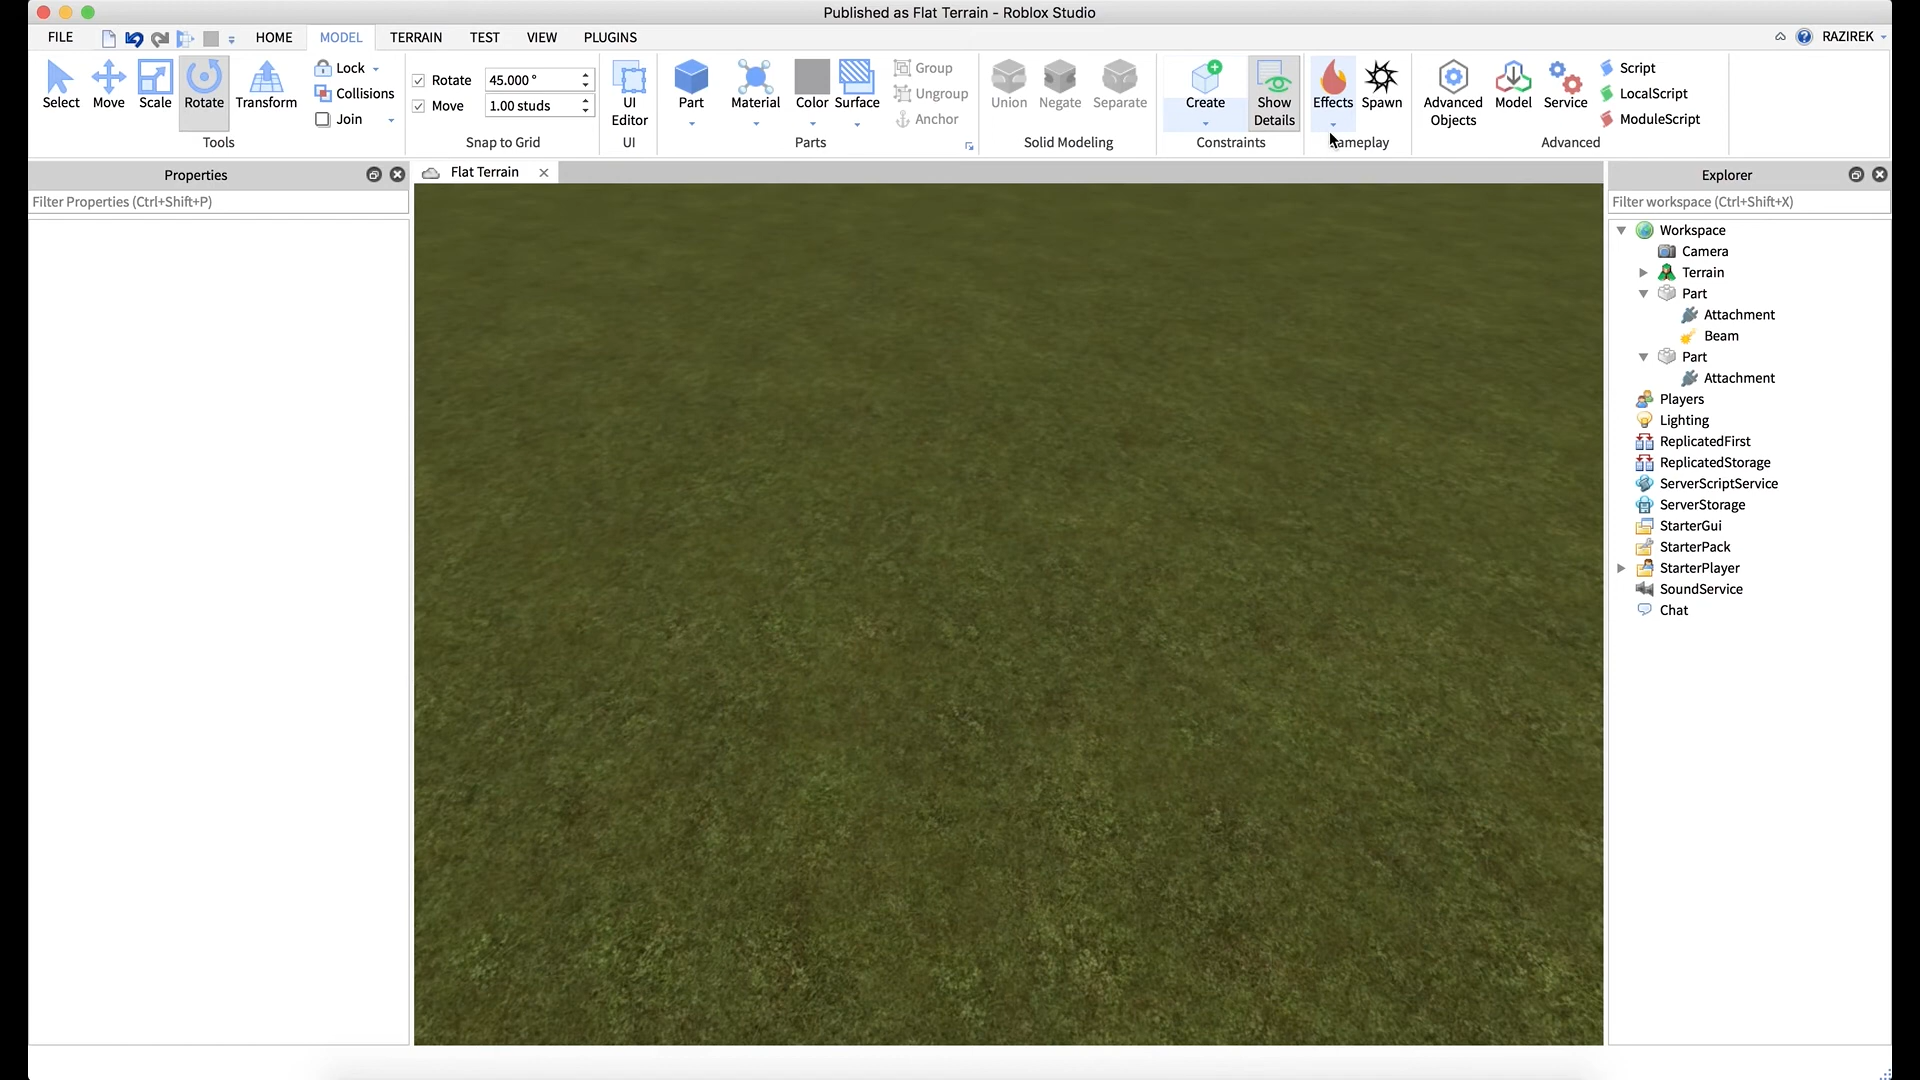 Published as Flat Terrain - Roblox Studio
FILE HOME MODEL TERRAIN TEST VIEW PLUGINS RAZIREK
Select Move Scale Rotate Transform
Lock
Collisions
Join
Tools
Rotate 45.000 °
Move 1.00 studs
Snap to Grid
UI Editor
UI
Part Material Color Surface
Group
Ungroup
Anchor
Parts
Union Negate Separate
Solid Modeling
Create Show Details
Constraints
Effects Spawn
Advanced Objects Model Service
Script
LocalScript
ModuleScript
Advanced
Properties
Filter Properties (Ctrl+Shift+P)
Flat Terrain
Explorer
Filter workspace (Ctrl+Shift+X)
Workspace
Camera
Terrain
Part
Attachment
Beam
Part
Attachment
Players
Lighting
ReplicatedFirst
ReplicatedStorage
ServerScriptService
ServerStorage
StarterGui
StarterPack
StarterPlayer
SoundService
Chat